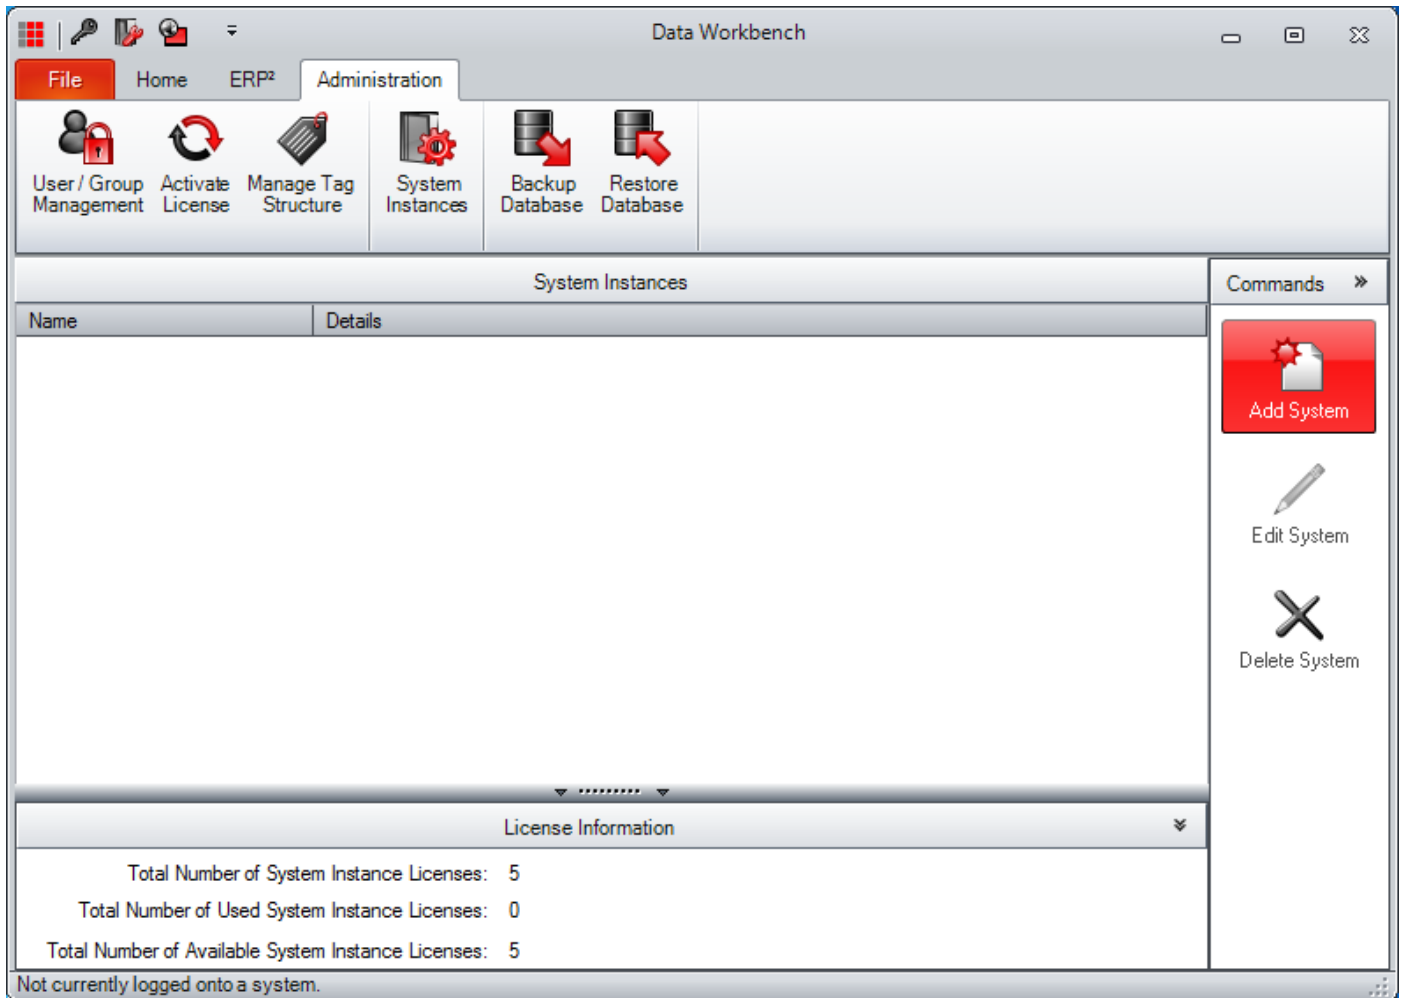 Data Workbench
File Home ERP² Administration
User / Group Management
Activate License
Manage Tag Structure
System Instances
Backup Database
Restore Database
System Instances
Commands
Name Details
Add System
Edit System
Delete System
License Information
Total Number of System Instance Licenses: 5
Total Number of Used System Instance Licenses: 0
Total Number of Available System Instance Licenses: 5
Not currently logged onto a system.